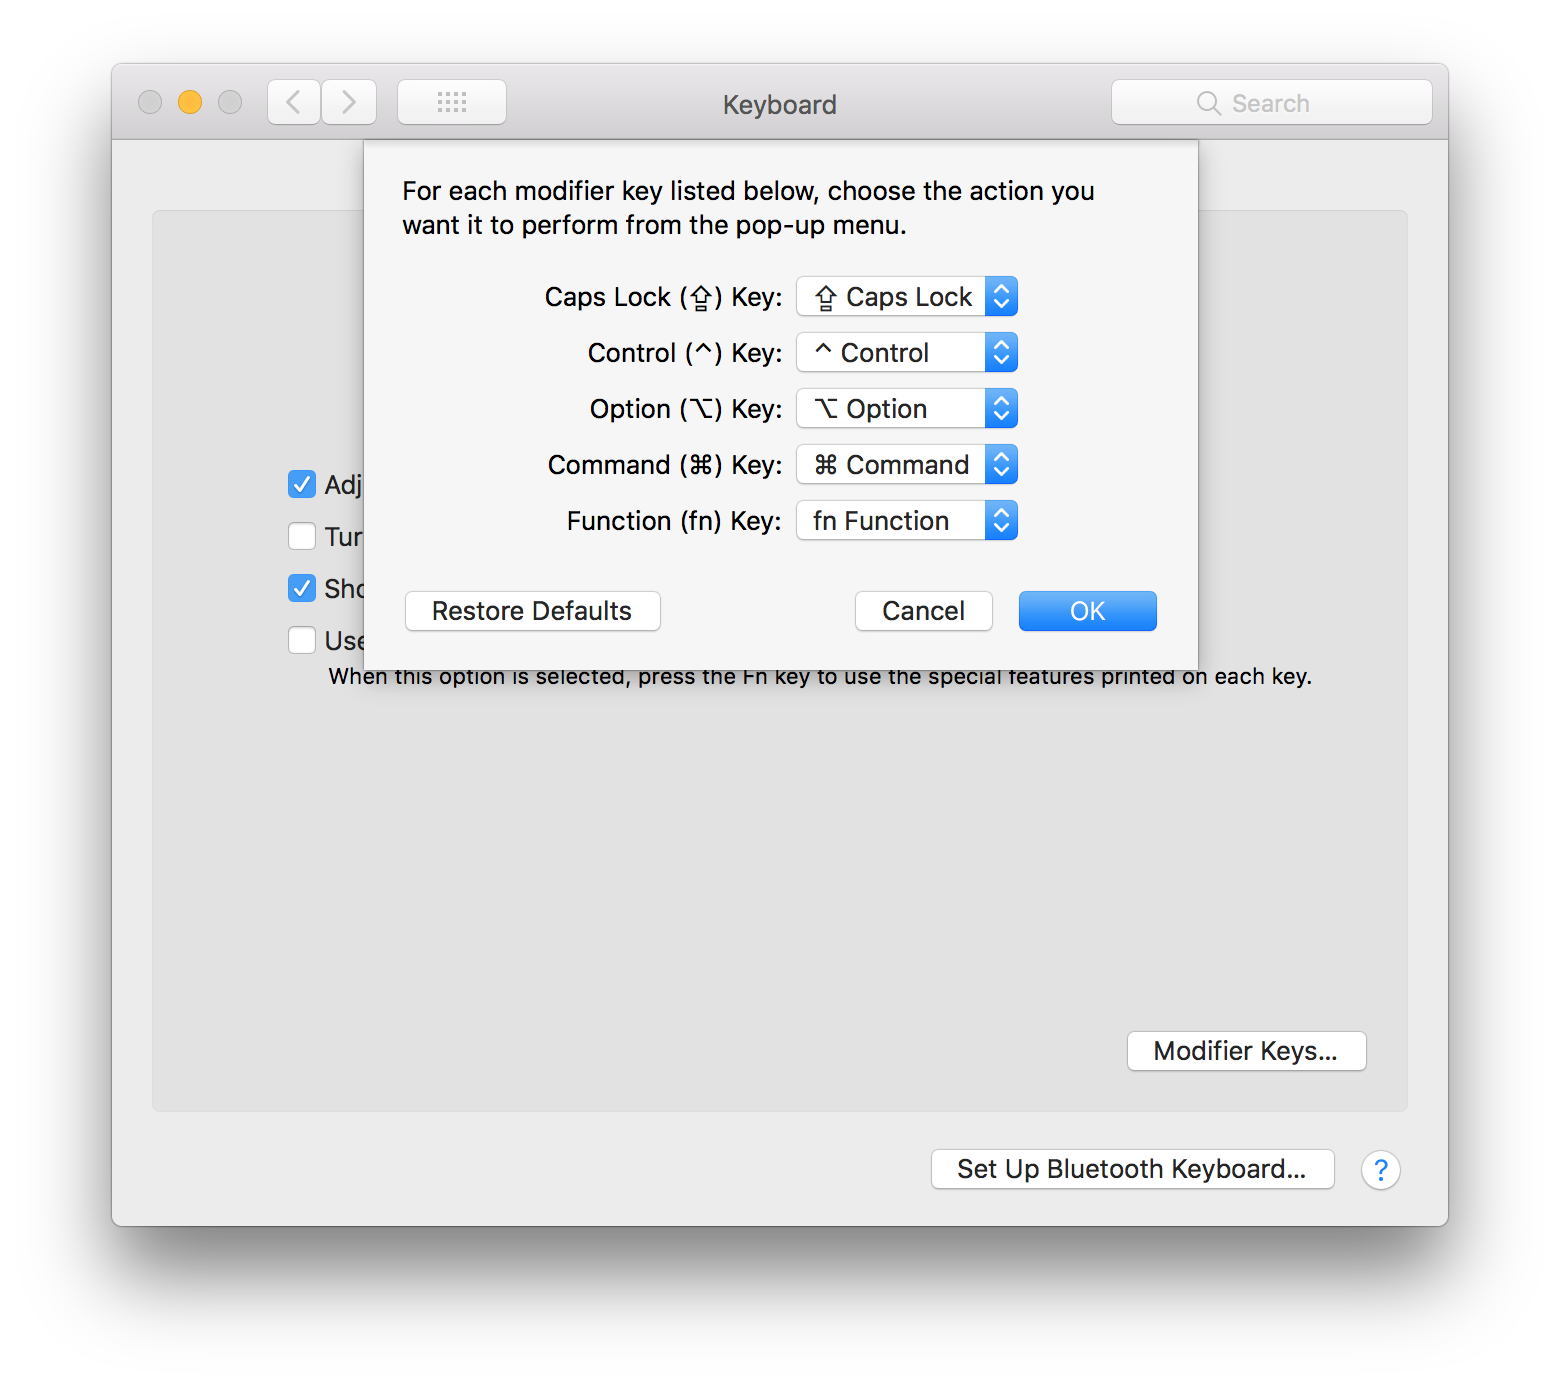 Keyboard
Search
For each modifier key listed below, choose the action you
want it to perform from the pop-up menu.
Caps Lock (⇪) Key: ⇪ Caps Lock
Control (^) Key: ^ Control
Option (⌥) Key: ⌥ Option
Command (⌘) Key: ⌘ Command
Function (fn) Key: fn Function
Restore Defaults Cancel OK
Adj
Tur
Sho
Use
When this option is selected, press the Fn key to use the special features printed on each key.
Modifier Keys...
Set Up Bluetooth Keyboard... ?